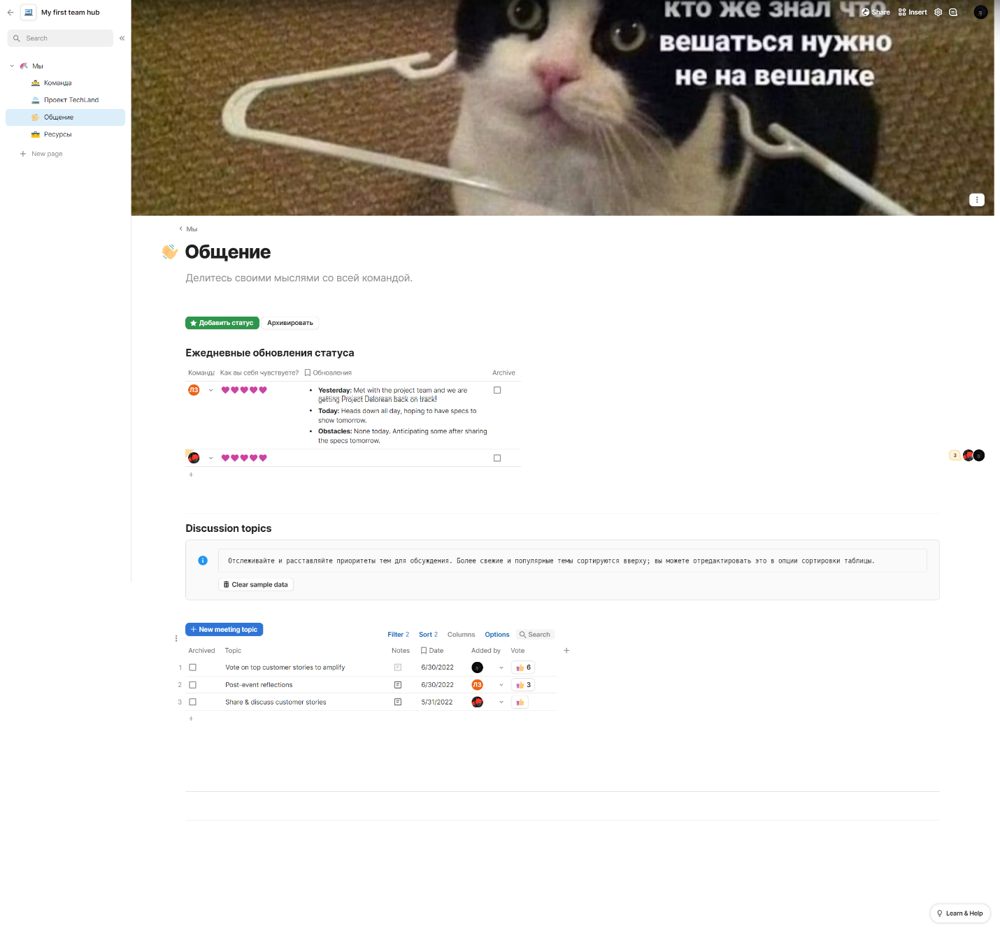 My first team hub
Search
Мы
Команда
Проект TechLand
Общение
Ресурсы
New page
кто же знал что
вешаться нужно
не на вешалке
Share
Insert
Мы
Общение
Делитесь своими мыслями со всей командой.
Добавить статус
Архивировать
Ежедневные обновления статуса
Команда Как вы себя чувствуете? Обновления Archive
ЛЗ
Yesterday: Met with the project team and we are
getting Project Delorean back on track!
Today: Heads down all day, hoping to have specs to
show tomorrow.
Obstacles: None today. Anticipating some after sharing
the specs tomorrow.
3
Discussion topics
Отслеживайте и расставляйте приоритеты тем для обсуждения. Более свежие и популярные темы сортируются вверху; вы можете отредактировать это в опции сортировки таблицы.
Clear sample data
New meeting topic
Filter 2 Sort 2 Columns Options Search
Archived Topic Notes Date Added by Vote
1 Vote on top customer stories to amplify 6/30/2022 6
2 Post-event reflections 6/30/2022 ЛЗ 3
3 Share & discuss customer stories 5/31/2022
Learn & Help